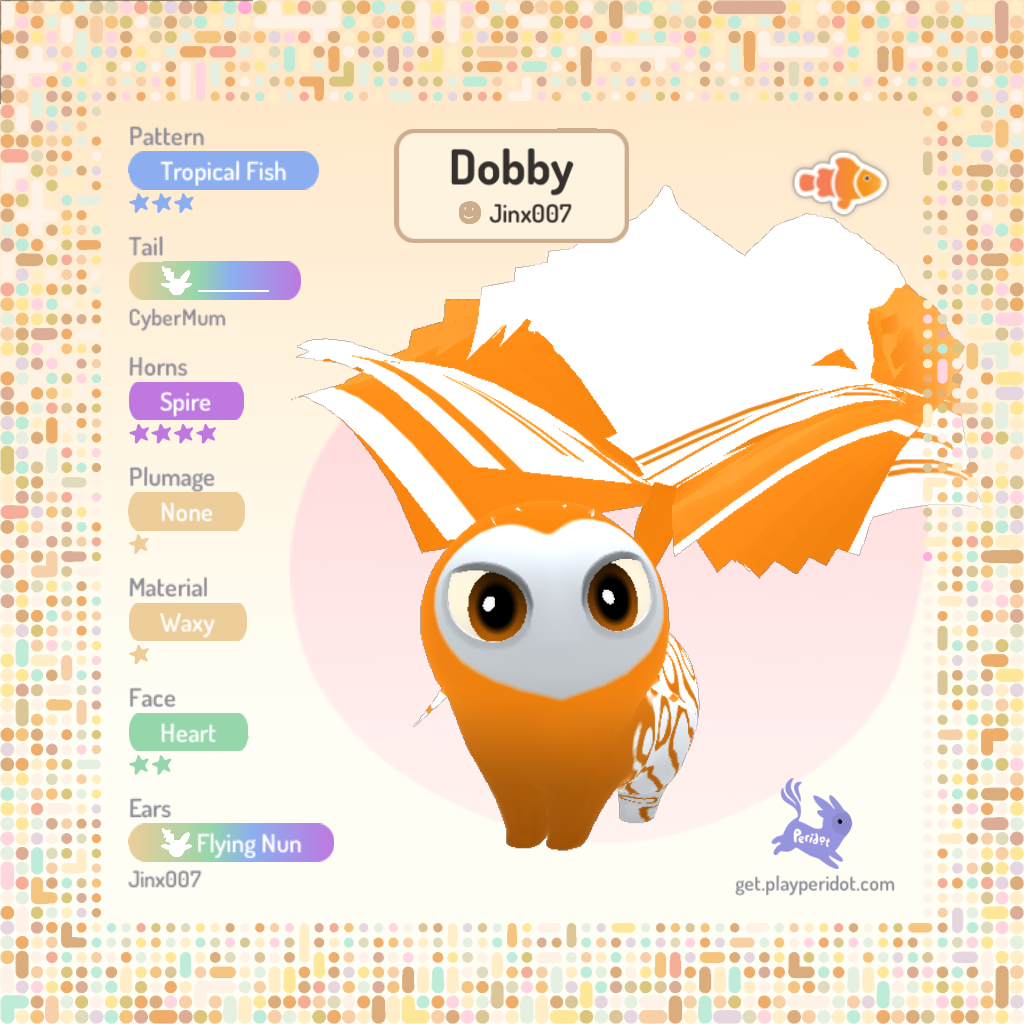 Dobby
Jinx007
Pattern
Tropical Fish
Tail
_______
CyberMum
Horns
Spire
Plumage
None
Material
Waxy
Face
Heart
Ears
Flying Nun
Jinx007
Peridot
get.playperidot.com